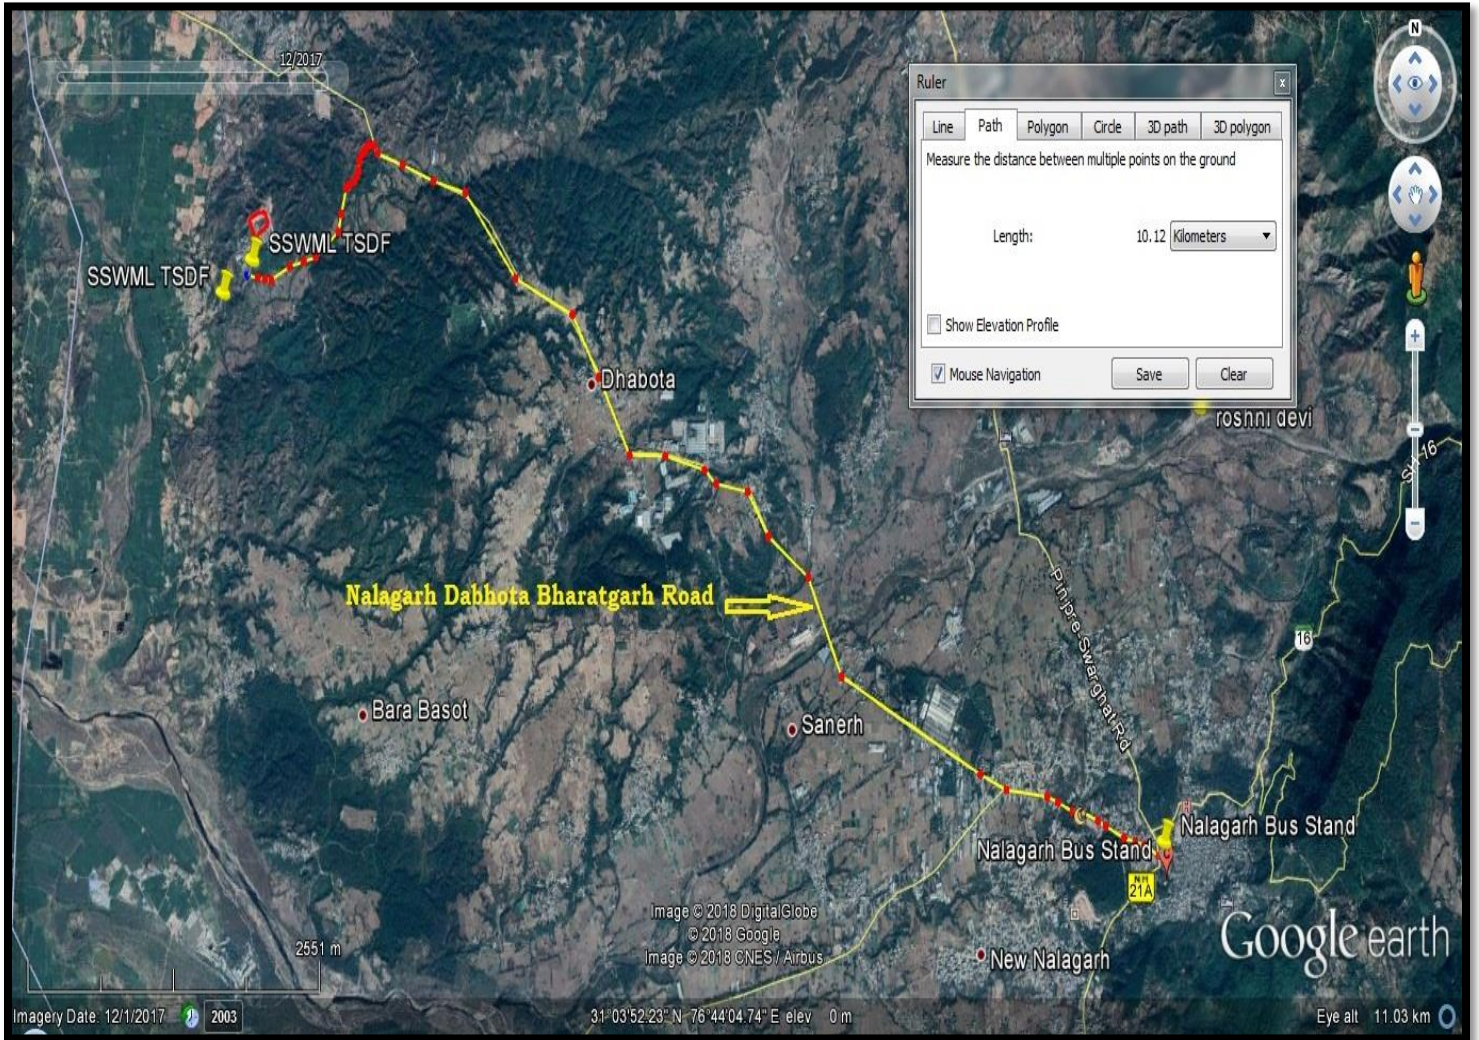 12/2017
Ruler
Line Path Polygon Circle 3D path 3D polygon
Measure the distance between multiple points on the ground
Length: 10.12 Kilometers
Show Elevation Profile
Mouse Navigation Save Clear
N
SSWML TSDF
SSWML TSDF
Dhabota
roshni devi
SH 16
Nalagarh Dabhota Bharatgarh Road
Pinjore-Swarghat Rd
16
Bara Basot
Sanerh
Nalagarh Bus Stand
Nalagarh Bus Stand
NH
21A
Image © 2018 DigitalGlobe
© 2018 Google
Image © 2018 CNES / Airbus
Google earth
2551 m
New Nalagarh
Imagery Date: 12/1/2017 2003
31°03'52.23" N 76°44'04.74" E elev 0 m
Eye alt 11.03 km